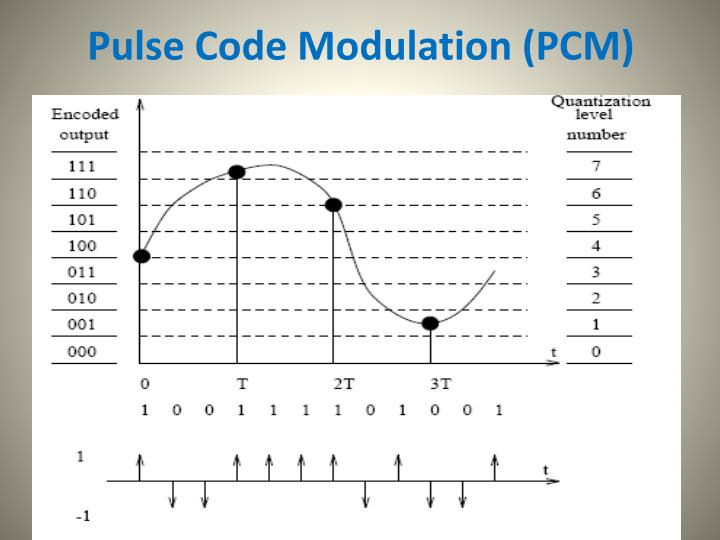 Pulse Code Modulation (PCM)
Encoded
output
Quantization
level
number
111 7
110 6
101 5
100 4
011 3
010 2
001 1
000 t 0
0 T 2T 3T
1 0 0 1 1 1 1 0 1 0 0 1
1
t
-1